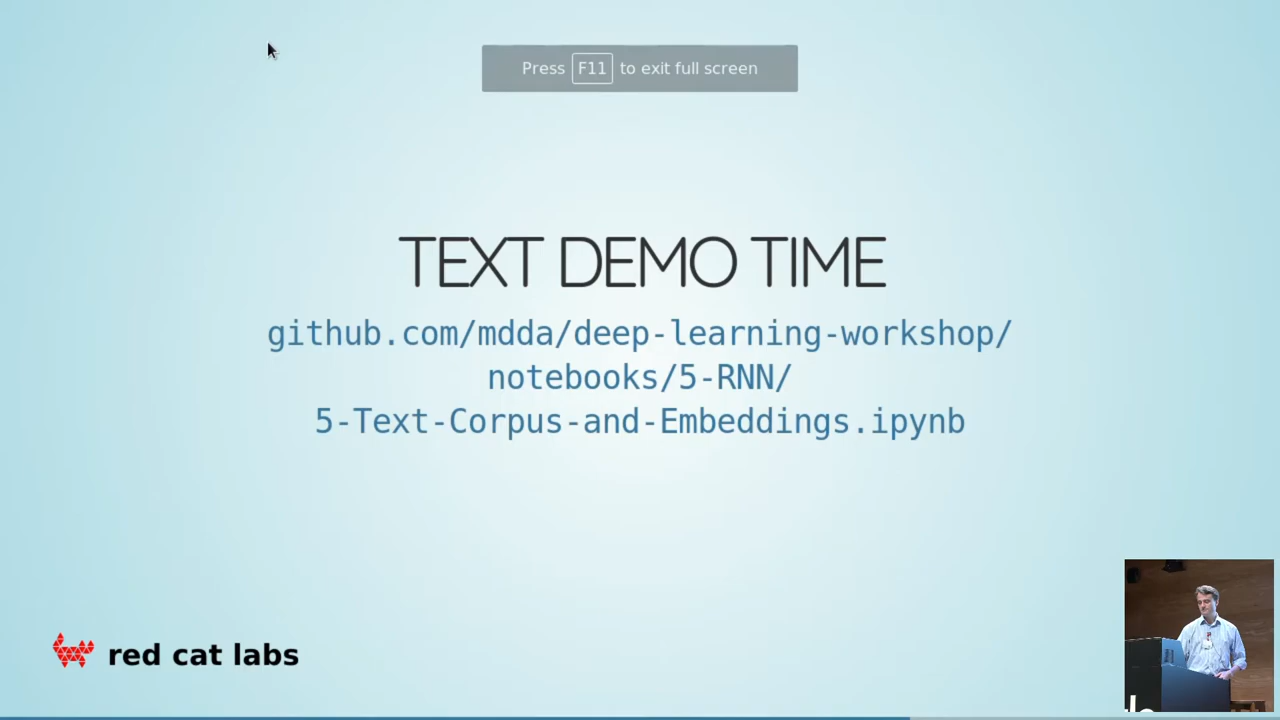 Press F11 to exit full screen
TEXT DEMO TIME
github.com/mdda/deep-learning-workshop/
notebooks/5-RNN/
5-Text-Corpus-and-Embeddings.ipynb
red cat labs